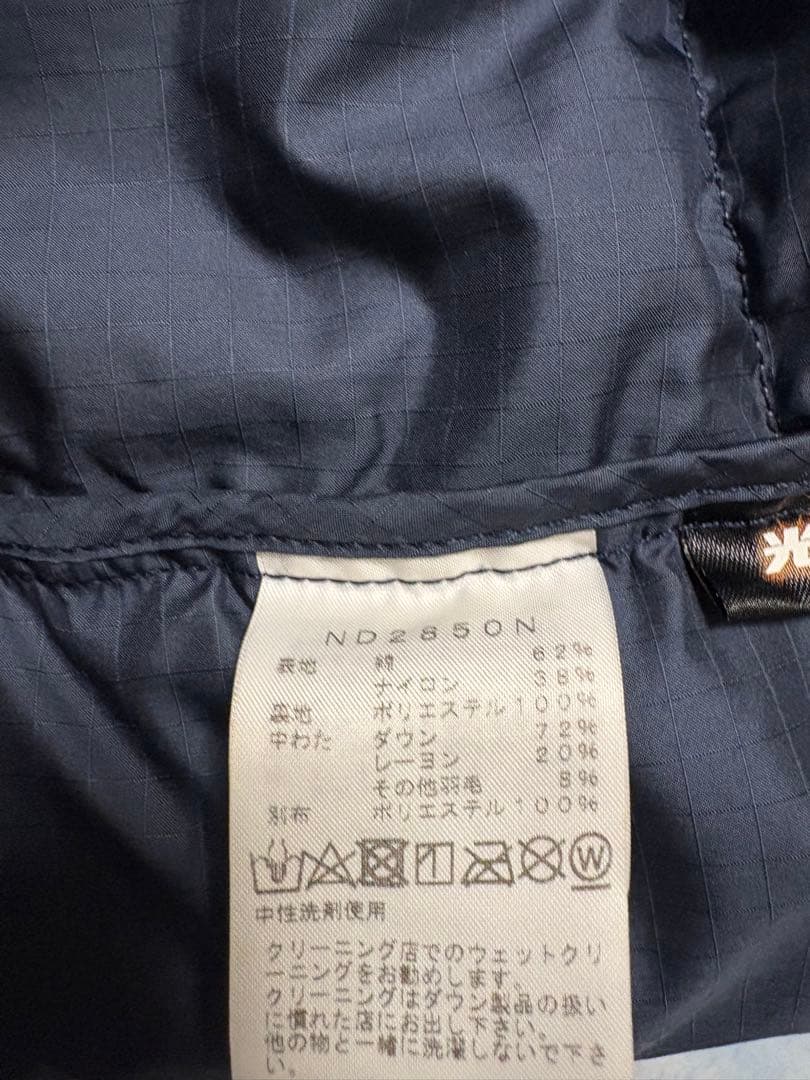 ND2850N
表地 綿 62%
ナイロン 38%
裏地 ポリエステル 100%
中わた ダウン 72%
レーヨン 20%
その他羽毛 8%
別布 ポリエステル 100%
W
中性洗剤使用
クリーニング店でのウェットクリ
ーニングをお勧めします。
クリーニングはダウン製品の扱い
に慣れた店にお出し下さい。
他の物と一緒に洗濯しないで下さ
い。
光